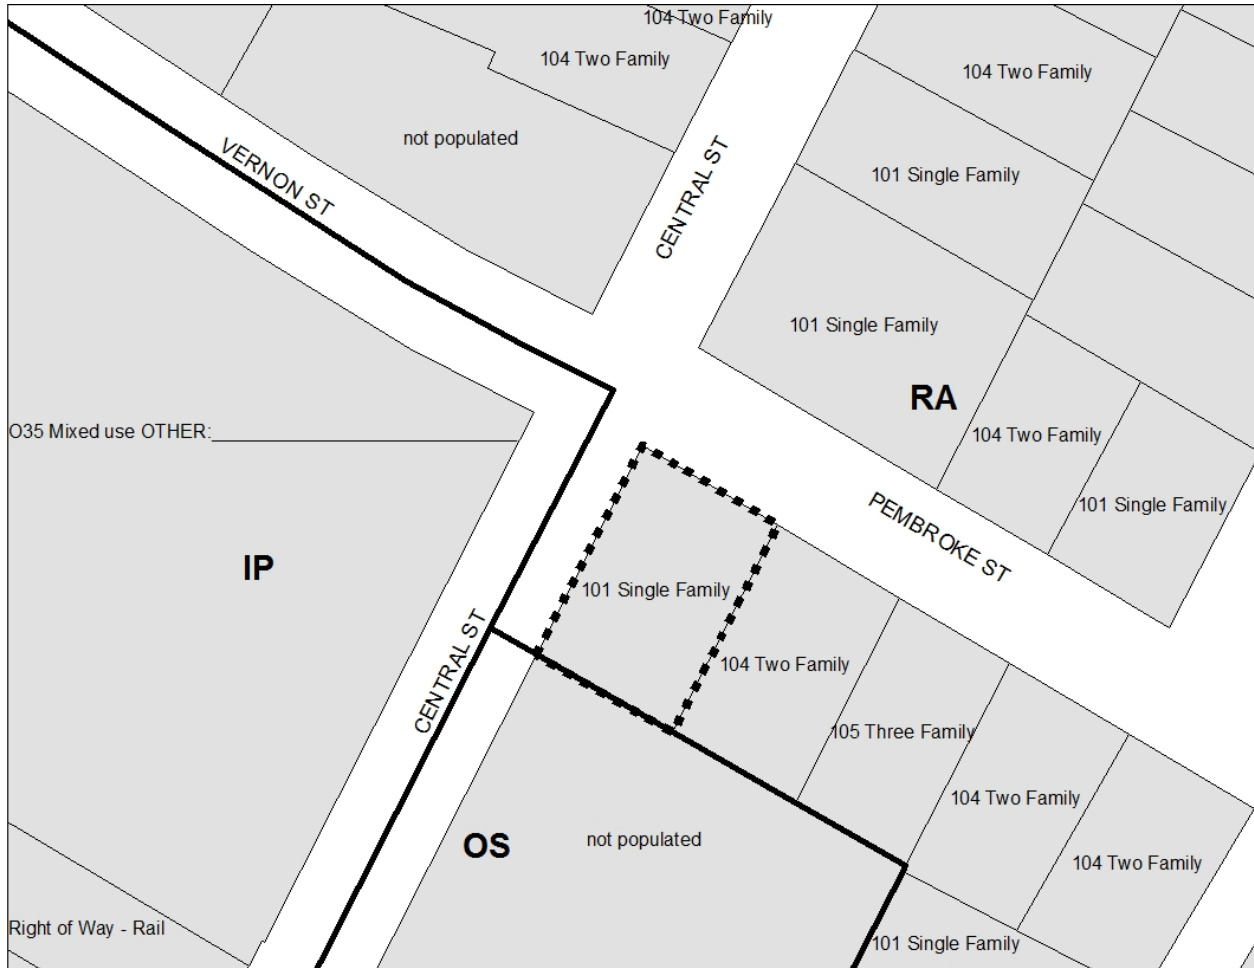 104 Two Family
104 Two Family
104 Two Family
not populated
VERNON ST
CENTRAL ST
101 Single Family
101 Single Family
RA
O35 Mixed use OTHER:______________________________
104 Two Family
101 Single Family
PEMBROKE ST
IP
101 Single Family
CENTRAL ST
104 Two Family
105 Three Family
104 Two Family
OS
not populated
104 Two Family
Right of Way - Rail
101 Single Family